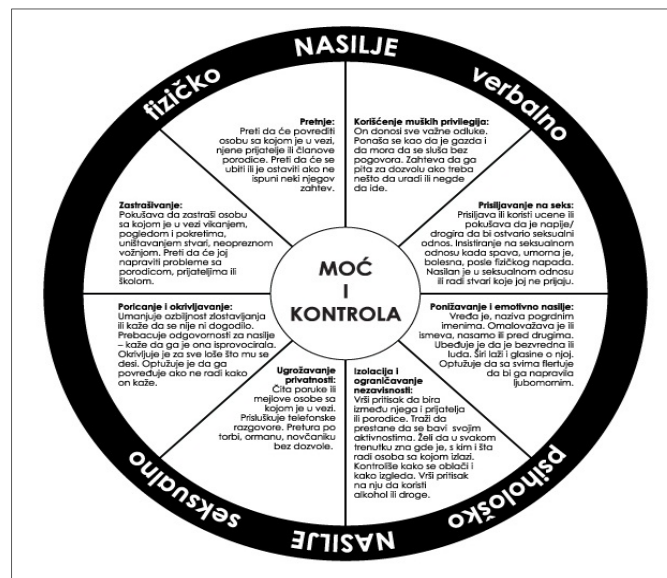 NASILJE
fizičko
verbalno
Pretnje:
Preti da će povrediti
osobu sa kojom je u vezi,
njene prijatelje ili članove
porodice. Preti da će se
ubiti ili je ostaviti ako ne
ispuni neki njegov
zahtev.
Korišćenje muških privilegija:
On donosi sve važne odluke.
Ponaša se kao da je gazda i
da mora da se sluša bez
pogovora. Zahteva da ga
pita za dozvolu ako treba
nešto da uradi ili negde
da ide.
Zastrašivanje:
Pokušava da zastraši osobu
sa kojom je u vezi vikanjem,
pogledom i pokretima,
uništavanjem stvari, neopreznom
vožnjom. Preti da će joj
napraviti probleme sa
porodicom, prijateljima ili
školom.
Prisiljavanje na seks:
Prisiljava ili koristi ucene ili
pokušava da je napije/
drogira da bi ostvario seksualni
odnos. Insistiranje na seksualnom
odnosu kada spava, umorna je,
bolesna, posle fizičkog napada.
Nasilan je u seksualnom odnosu
ili radi stvari koje joj ne prijaju.
MOĆ
I
KONTROLA
Poricanje i okrivljavanje:
Umanjuje ozbiljnost zlostavljanja
ili kaže da se nije ni dogodilo.
Prebacuje odgovornosti za nasilje
– kaže da ga je ona isprovocirala.
Okrivljuje je za sve loše što mu se
desi. Optužuje je da ga
povređuje ako ne radi kako
on kaže.
Ponižavanje i emotivno nasilje:
Vređa je, naziva pogrdnim
imenima. Omalovažava je ili
ismeva, nasamo ili pred drugima.
Ubeđuje je da je bezvredna ili
luda. Širi laži i glasine o njoj.
Optužuje da sa svima flertuje
da bi ga napravila
ljubomornim.
Ugrožavanje
privatnosti:
Čita poruke ili
mejlove osobe sa
kojom je u vezi.
Prisluškuje telefonske
razgovore. Pretura po
torbi, ormanu, novčaniku
bez dozvole.
Izolacija i
ograničavanje
nezavisnosti:
Vrši pritisak da bira
između njega i prijatelja
ili porodice. Traži da
prestane da se bavi svojim
aktivnostima. Želi da u svakom
trenutku zna gde je, s kim i šta
radi osoba sa kojom izlazi.
Kontroliše kako se oblači i
kako izgleda. Vrši pritisak
na nju da koristi
alkohol ili droge.
seksualno
psihološko
NASILJE